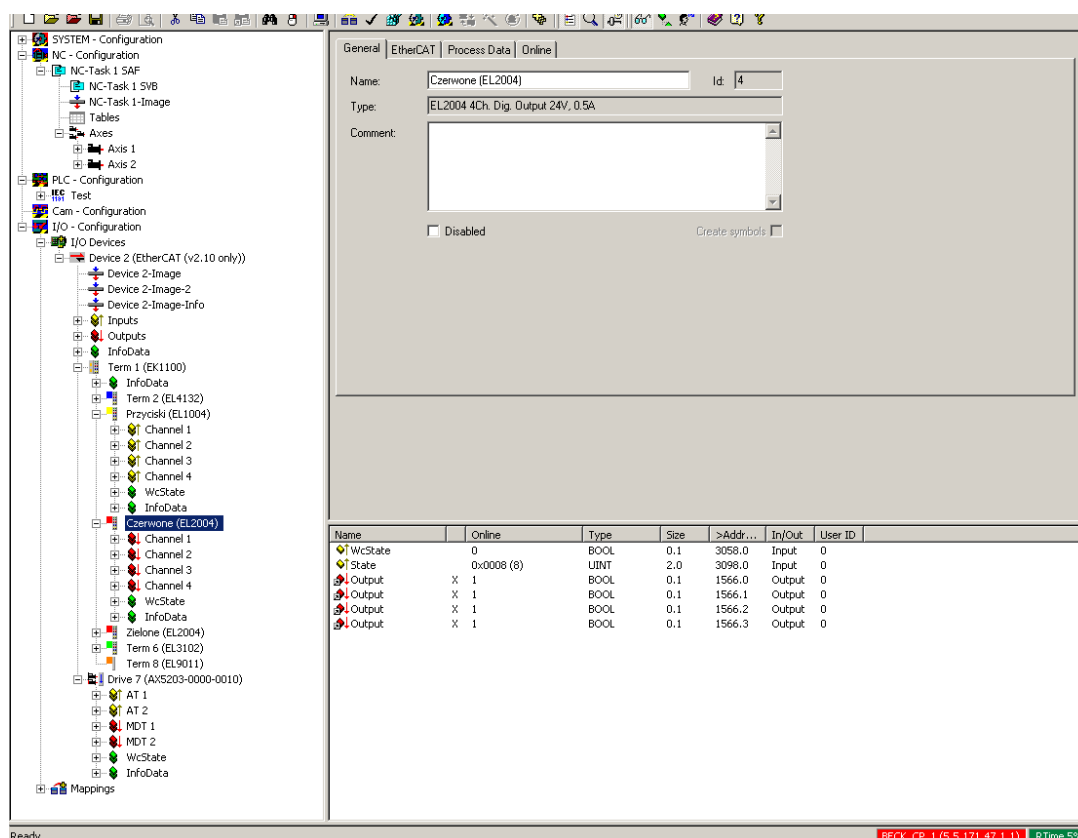 SYSTEM - Configuration
NC - Configuration
NC-Task 1 SAF
NC-Task 1 SVB
NC-Task 1-Image
Tables
Axes
Axis 1
Axis 2
PLC - Configuration
IEC 1131 Test
Cam - Configuration
I/O - Configuration
I/O Devices
Device 2 (EtherCAT (v2.10 only))
Device 2-Image
Device 2-Image-2
Device 2-Image-Info
Inputs
Outputs
InfoData
Term 1 (EK1100)
InfoData
Term 2 (EL4132)
Przyciski (EL1004)
Channel 1
Channel 2
Channel 3
Channel 4
WcState
InfoData
Czerwone (EL2004)
Channel 1
Channel 2
Channel 3
Channel 4
WcState
InfoData
Zielone (EL2004)
Term 6 (EL3102)
Term 8 (EL9011)
Drive 7 (AX5203-0000-0010)
AT 1
AT 2
MDT 1
MDT 2
WcState
InfoData
Mappings
General EtherCAT Process Data Online
Name: Czerwone (EL2004) Id: 4
Type: EL2004 4Ch. Dig. Output 24V, 0.5A
Comment:
Disabled Create symbols
Name Online Type Size >Addr... In/Out User ID
WcState 0 BOOL 0.1 3058.0 Input 0
State 0x0008 (8) UINT 2.0 3098.0 Input 0
Output X 1 BOOL 0.1 1566.0 Output 0
Output X 1 BOOL 0.1 1566.1 Output 0
Output X 1 BOOL 0.1 1566.2 Output 0
Output X 1 BOOL 0.1 1566.3 Output 0
Ready BECK_CP_1 (5.5.171.47.1.1) RTime